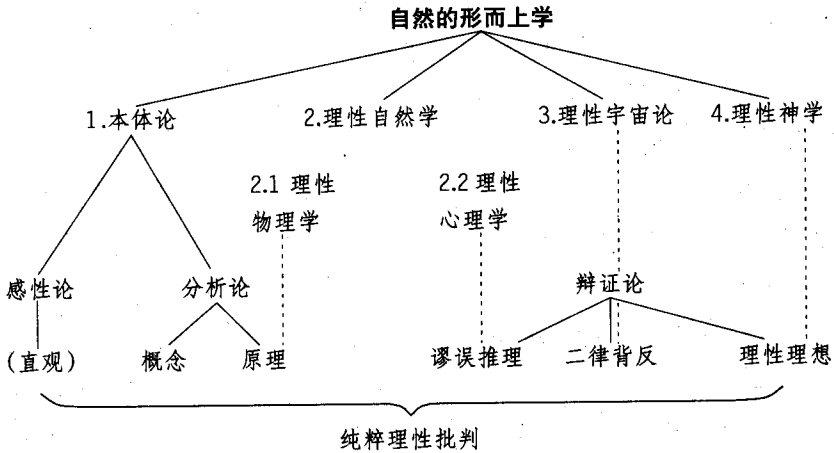 自然的形而上学
1.本体论 2.理性自然学 3.理性宇宙论 4.理性神学
2.1 理性 2.2 理性
物理学 心理学
感性论 分析论 辩证论
(直观) 概念 原理 谬误推理 二律背反 理性理想
纯粹理性批判